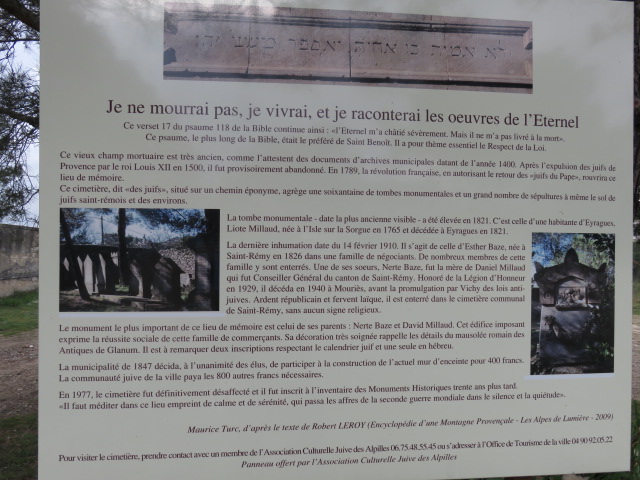 לא אמות כי אחיה ואספר מעשי יה
Je ne mourrai pas, je vivrai, et je raconterai les oeuvres de l'Eternel
Ce verset 17 du psaume 118 de la Bible continue ainsi : «l'Eternel m'a châtié sévèrement. Mais il ne m'a pas livré à la mort».
Ce psaume, le plus long de la Bible, était le préféré de Saint Benoît. Il a pour thème essentiel le Respect de la Loi.
Ce vieux champ mortuaire est très ancien, comme l'attestent des documents d'archives municipales datant de l'année 1400. Après l'expulsion des juifs de
Provence par le roi Louis XII en 1500, il fut provisoirement abandonné. En 1789, la révolution française, en autorisant le retour des «juifs du Pape», rouvrira ce
lieu de mémoire.
Ce cimetière, dit «des juifs», situé sur un chemin éponyme, agrège une soixantaine de tombes monumentales et un grand nombre de sépultures à même le sol de
juifs saint-rémois et des environs.
La tombe monumentale - date la plus ancienne visible - a été élevée en 1821. C'est celle d'une habitante d'Eyragues,
Liote Millaud, née à l'Isle sur la Sorgue en 1765 et décédée à Eyragues en 1821.
La dernière inhumation date du 14 février 1910. Il s'agit de celle d'Esther Baze, née à
Saint-Rémy en 1826 dans une famille de négociants. De nombreux membres de cette
famille y sont enterrés. Une de ses soeurs, Nerte Baze, fut la mère de Daniel Millaud
qui fut Conseiller Général du canton de Saint-Rémy. Honoré de la Légion d'Honneur
en 1929, il décéda en 1940 à Mouriès, avant la promulgation par Vichy des lois anti-
juives. Ardent républicain et fervent laïque, il est enterré dans le cimetière communal
de Saint-Rémy, sans aucun signe religieux.
Le monument le plus important de ce lieu de mémoire est celui de ses parents : Nerte Baze et David Millaud. Cet édifice imposant
exprime la réussite sociale de cette famille de commerçants. Sa décoration très soignée rappelle les détails du mausolée romain des
Antiques de Glanum. Il est à remarquer deux inscriptions respectant le calendrier juif et une seule en hébreu.
La municipalité de 1847 décida, à l'unanimité des élus, de participer à la construction de l'actuel mur d'enceinte pour 400 francs.
La communauté juive de la ville paya les 800 autres francs nécessaires.
En 1977, le cimetière fut définitivement désaffecté et il fut inscrit à l'inventaire des Monuments Historiques trente ans plus tard.
«Il faut méditer dans ce lieu empreint de calme et de sérénité, qui passa les affres de la seconde guerre mondiale dans le silence et la quiétude».
Maurice Turc, d'après le texte de Robert LEROY (Encyclopédie d'une Montagne Provençale - Les Alpes de Lumière - 2009)
Pour visiter le cimetière, prendre contact avec un membre de l'Association Culturelle Juive des Alpilles 06.75.48.55.45 ou s'adresser à l'Office de Tourisme de la ville 04 90 92.05.22
Panneau offert par l'Association Culturelle Juive des Alpilles